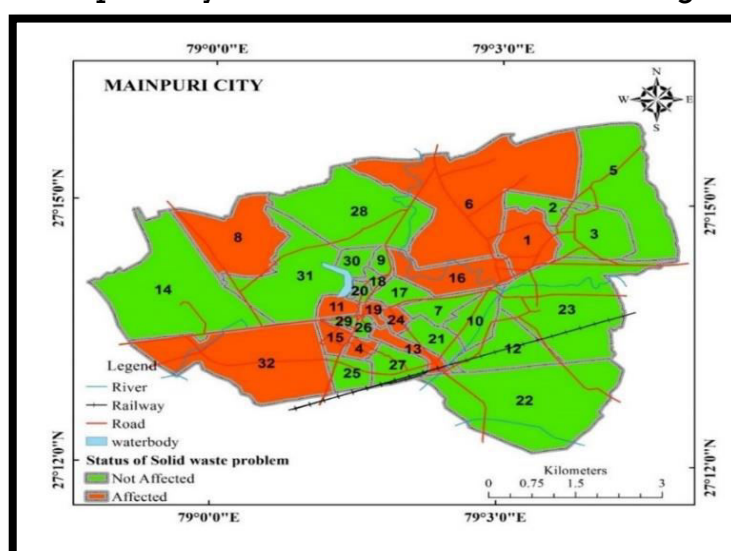 79°0'0"E 79°3'0"E
MAINPURI CITY
N
W E
S
27°15'0"N 27°15'0"N
5
2
6
28
3
1
8
30 9
16
14
31
18
20
17
11
19
7
23
29
26
24
10
15
21
4
13
12
32
25
27
22
Legend
River
Railway
Road
waterbody
Status of Solid waste problem
Not Affected
Affected
Kilometers
0 0.75 1.5 3
27°12'0"N 27°12'0"N
79°0'0"E 79°3'0"E